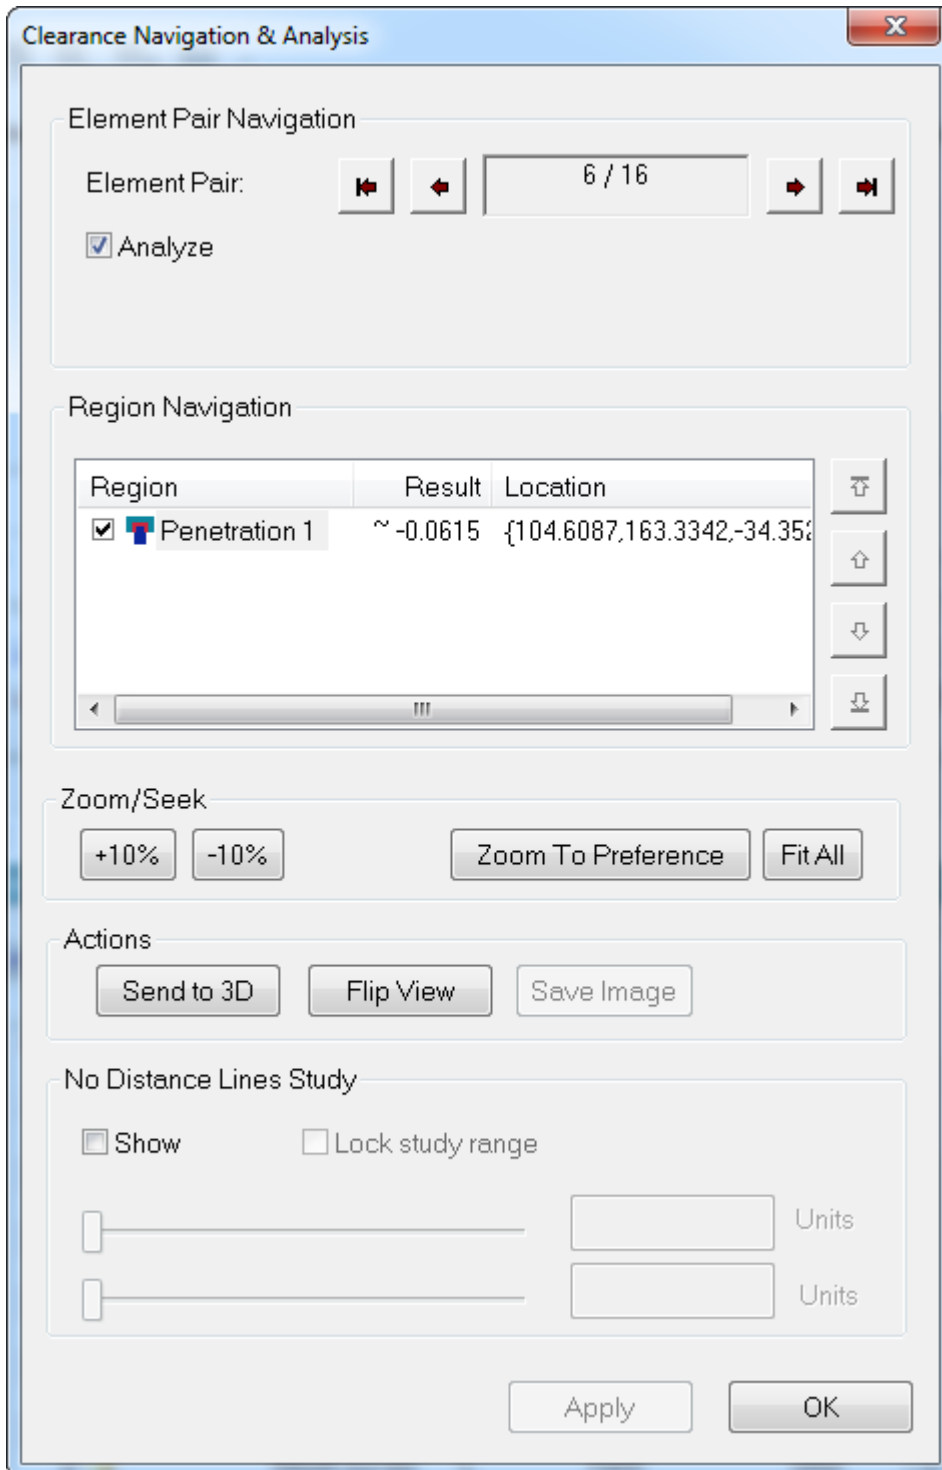 Clearance Navigation & Analysis
Element Pair Navigation
Element Pair: 6 / 16
Analyze
Region Navigation
Region Result Location
Penetration 1 ~ -0.0615 {104.6087,163.3342,-34.352
Zoom/Seek
+10% -10% Zoom To Preference Fit All
Actions
Send to 3D Flip View Save Image
No Distance Lines Study
Show Lock study range
Units
Units
Apply OK